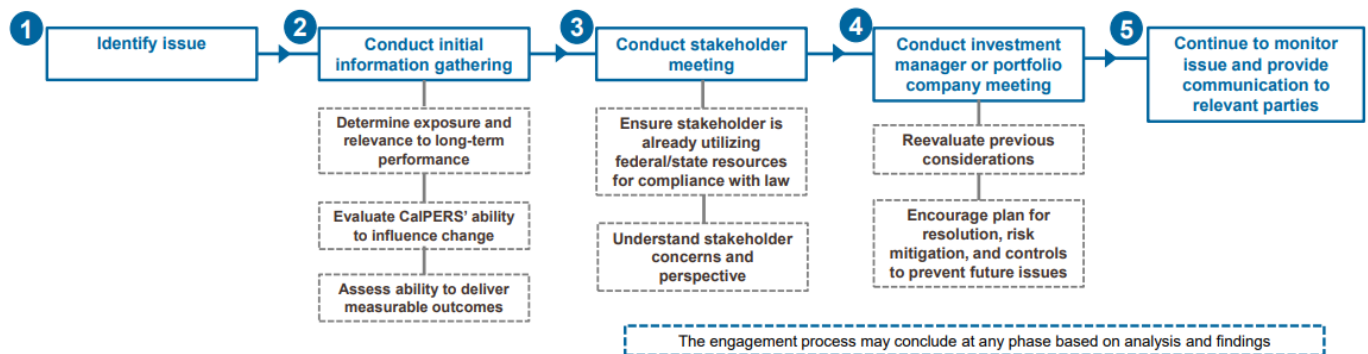 1
Identify issue
2
Conduct initial
information gathering
Determine exposure and
relevance to long-term
performance
Evaluate CalPERS' ability
to influence change
Assess ability to deliver
measurable outcomes
3
Conduct stakeholder
meeting
Ensure stakeholder is
already utilizing
federal/state resources
for compliance with law
Understand stakeholder
concerns and
perspective
4
Conduct investment
manager or portfolio
company meeting
Reevaluate previous
considerations
Encourage plan for
resolution, risk
mitigation, and controls
to prevent future issues
5
Continue to monitor
issue and provide
communication to
relevant parties
The engagement process may conclude at any phase based on analysis and findings